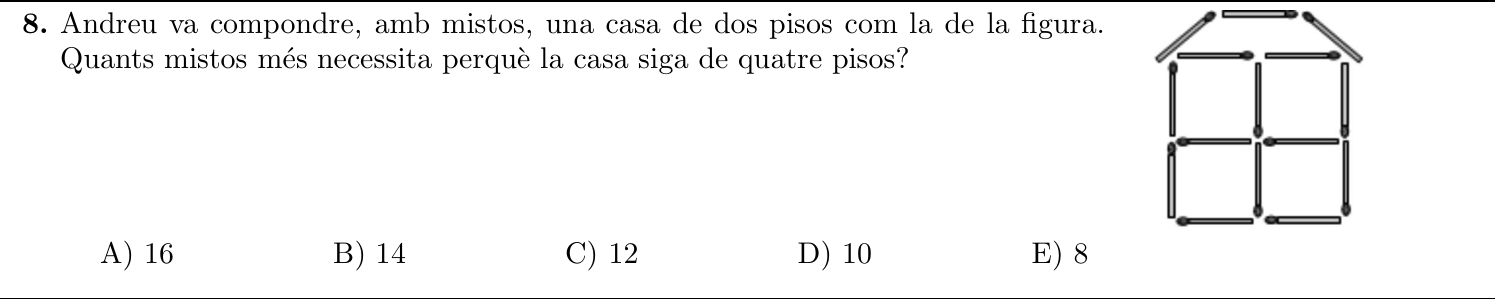 8. Andreu va compondre, amb mistos, una casa de dos pisos com la de la figura.
Quants mistos més necessita perquè la casa siga de quatre pisos?
A) 16 B) 14 C) 12 D) 10 E) 8